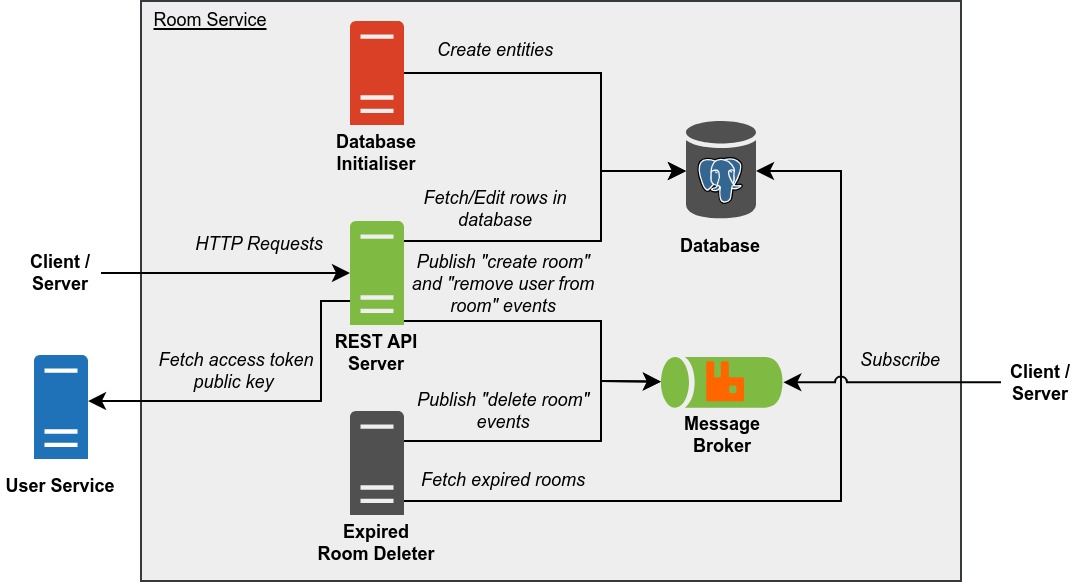 Room Service
Create entities
Database
Initialiser
Fetch/Edit rows in
database
Database
HTTP Requests
Client /
Server
Publish "create room"
and "remove user from
room" events
REST API
Server
Fetch access token
public key
User Service
Publish "delete room"
events
Message
Broker
Subscribe
Client /
Server
Fetch expired rooms
Expired
Room Deleter